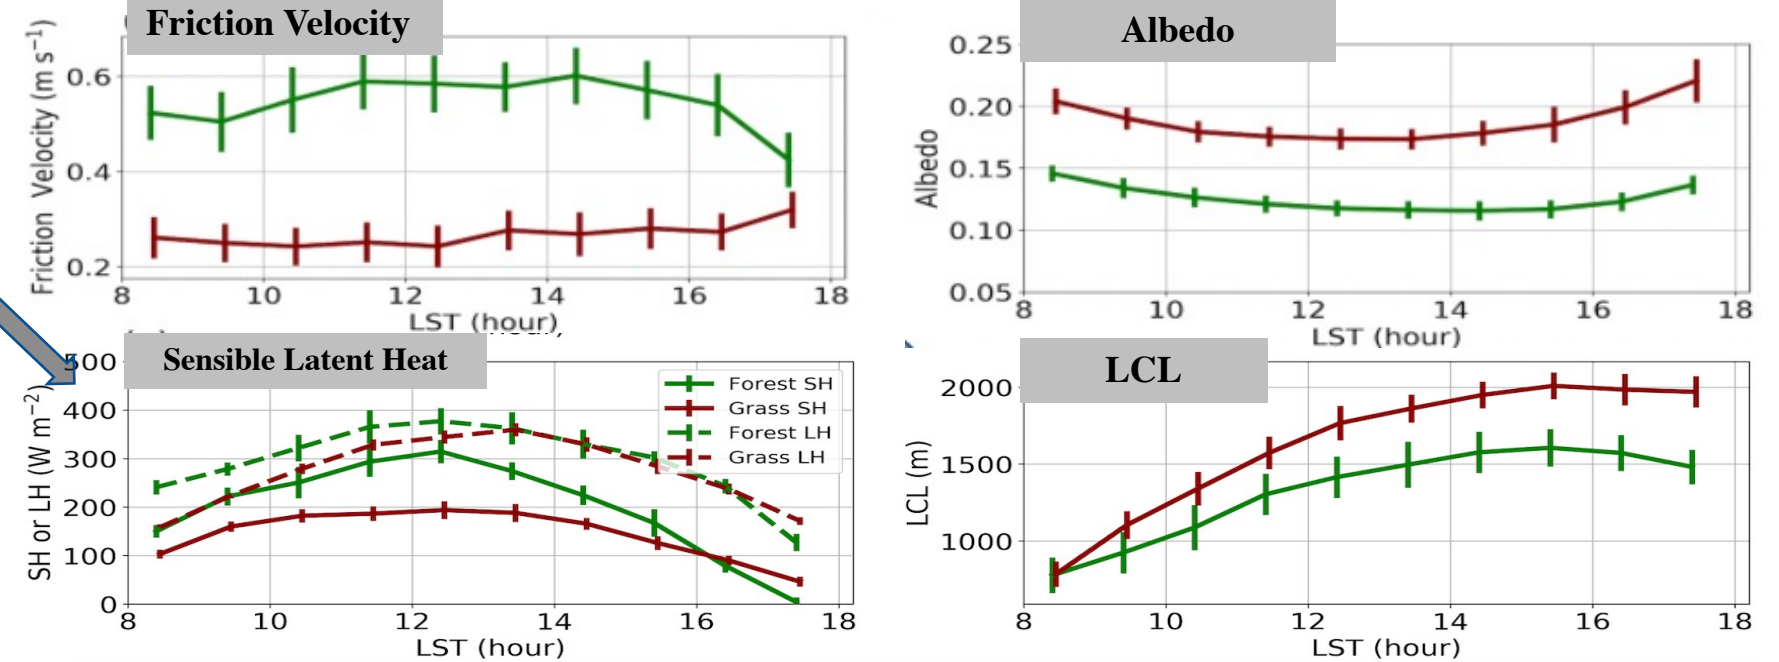 Friction Velocity
Friction Velocity (m s⁻¹)
0.6
0.4
0.2
8 10 12 14 16 18
LST (hour)
Albedo
Albedo
0.25
0.20
0.15
0.10
0.05
8 10 12 14 16 18
LST (hour)
Sensible Latent Heat
SH or LH (W m⁻²)
500
400
300
200
100
0
Forest SH
Grass SH
Forest LH
Grass LH
8 10 12 14 16 18
LST (hour)
LCL
LCL (m)
2000
1500
1000
8 10 12 14 16 18
LST (hour)